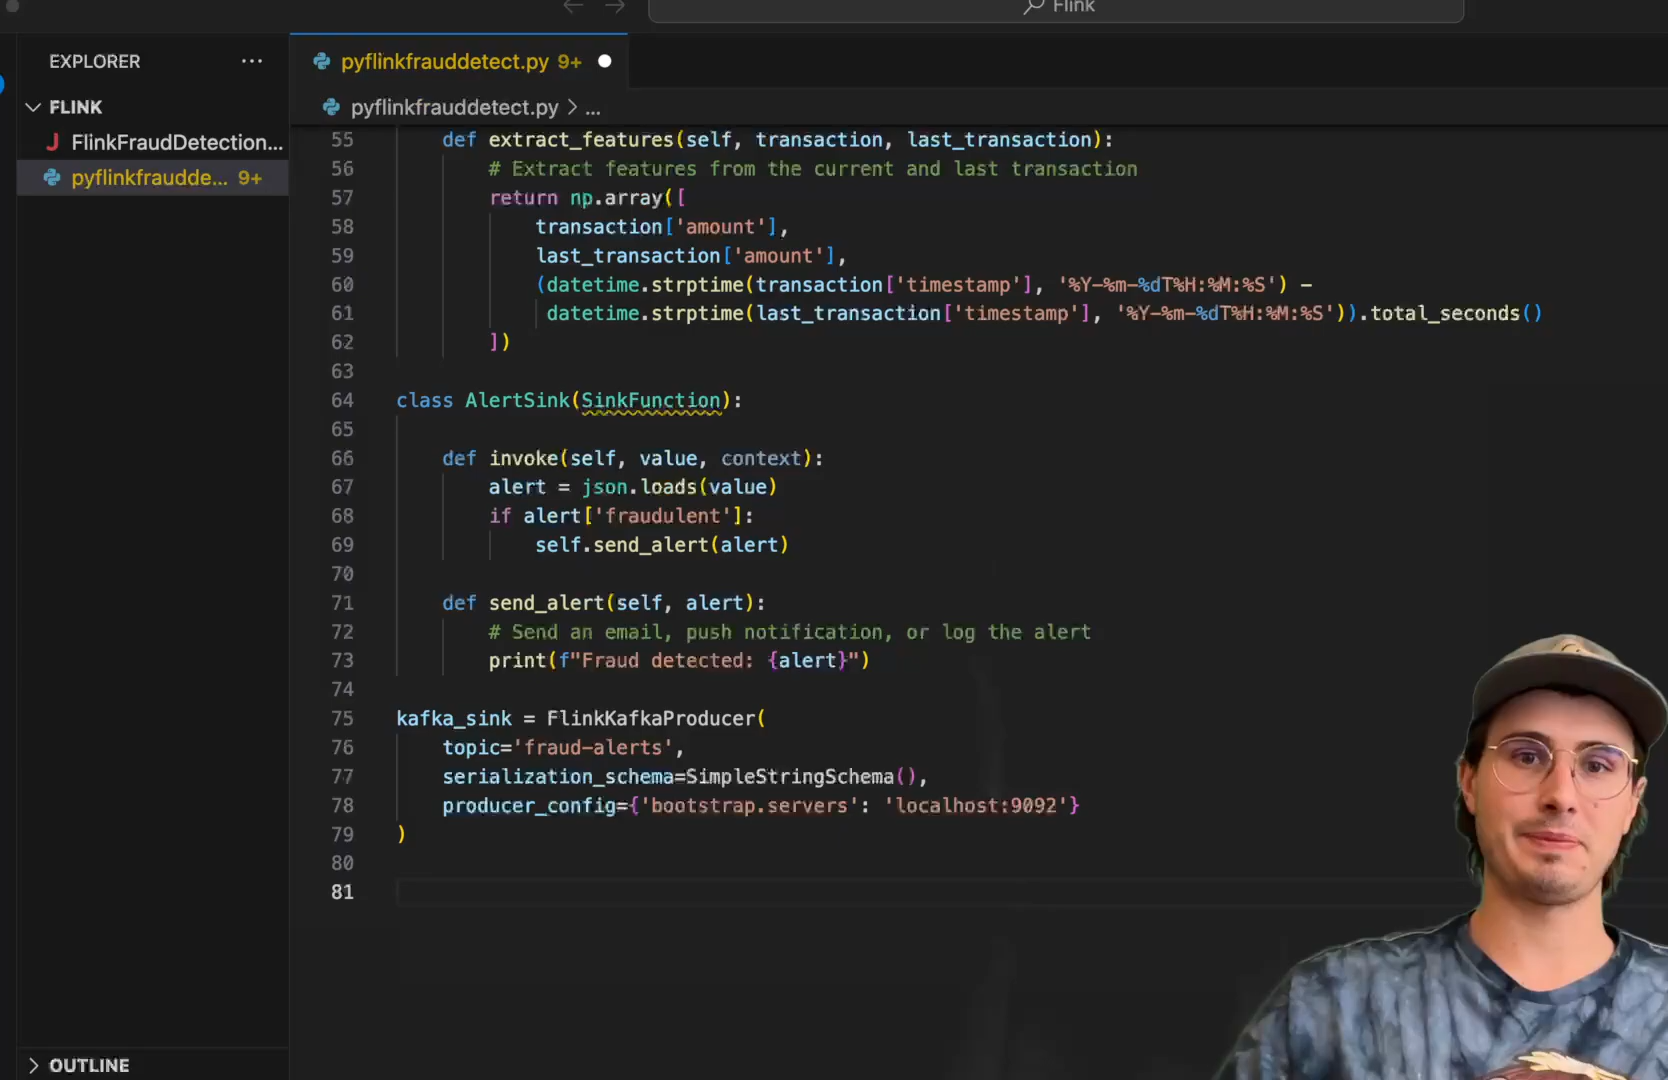 Flink
EXPLORER ...
pyflinkfrauddetect.py 9+
FLINK
pyflinkfrauddetect.py > ...
J FlinkFraudDetection...
pyflinkfraudde... 9+
55 def extract_features(self, transaction, last_transaction):
56 # Extract features from the current and last transaction
57 return np.array([
58 transaction['amount'],
59 last_transaction['amount'],
60 (datetime.strptime(transaction['timestamp'], '%Y-%m-%dT%H:%M:%S') -
61 datetime.strptime(last_transaction['timestamp'], '%Y-%m-%dT%H:%M:%S')).total_seconds()
62 ])
63
64 class AlertSink(SinkFunction):
65
66 def invoke(self, value, context):
67 alert = json.loads(value)
68 if alert['fraudulent']:
69 self.send_alert(alert)
70
71 def send_alert(self, alert):
72 # Send an email, push notification, or log the alert
73 print(f"Fraud detected: {alert}")
74
75 kafka_sink = FlinkKafkaProducer(
76 topic='fraud-alerts',
77 serialization_schema=SimpleStringSchema(),
78 producer_config={'bootstrap.servers': 'localhost:9092'}
79 )
80
81
OUTLINE